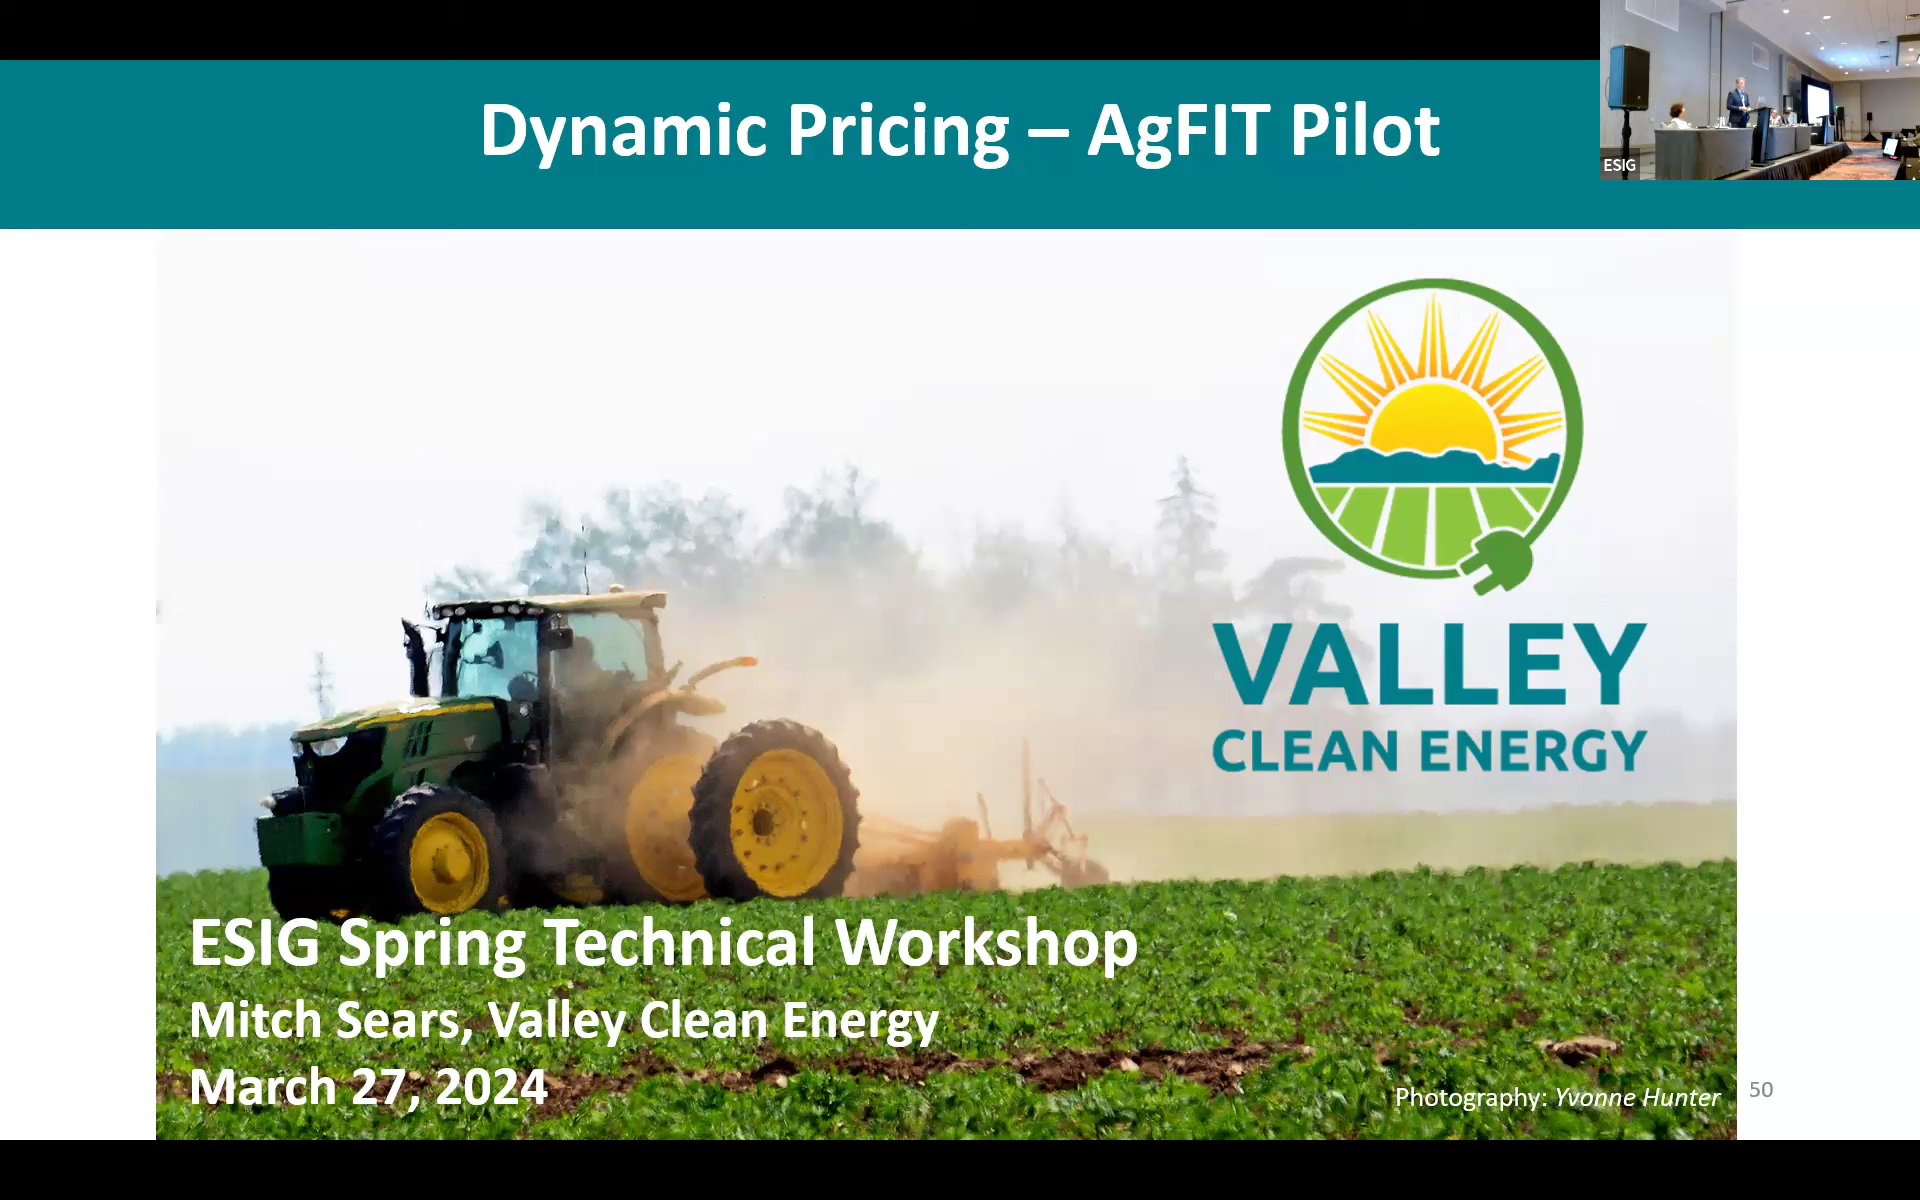 Dynamic Pricing – AgFIT Pilot
ESIG
VALLEY
CLEAN ENERGY
ESIG Spring Technical Workshop
Mitch Sears, Valley Clean Energy
March 27, 2024
Photography: Yvonne Hunter
50